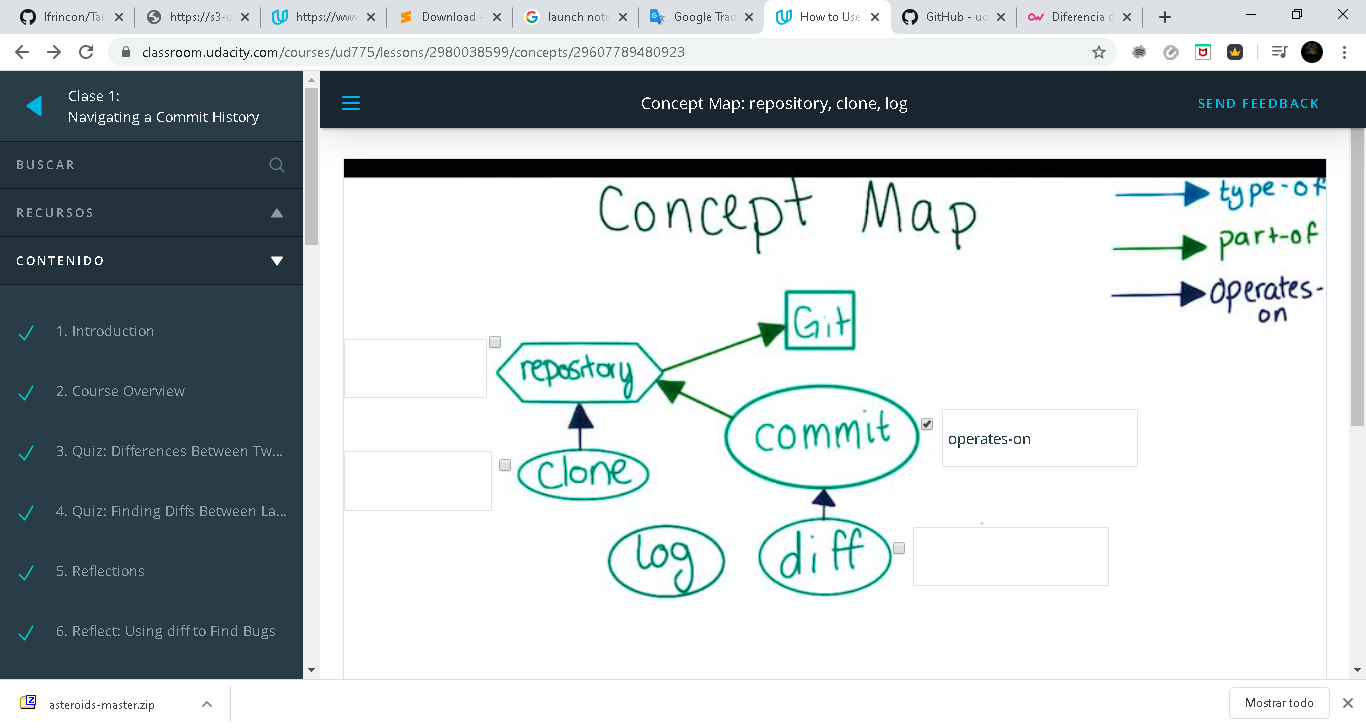 lfrincon/Tar
https://s3-u
https://www
Download -
launch note
Google Trad
How to Use
GitHub - ud
Diferencia d
classroom.udacity.com/courses/ud775/lessons/2980038599/concepts/29607789480923
Clase 1:
Navigating a Commit History
Concept Map: repository, clone, log
SEND FEEDBACK
BUSCAR
RECURSOS
CONTENIDO
1. Introduction
2. Course Overview
3. Quiz: Differences Between Tw...
4. Quiz: Finding Diffs Between La...
5. Reflections
6. Reflect: Using diff to Find Bugs
Concept Map
type-of
part-of
operates-
on
Git
repository
commit
operates-on
clone
log
diff
asteroids-master.zip
Mostrar todo